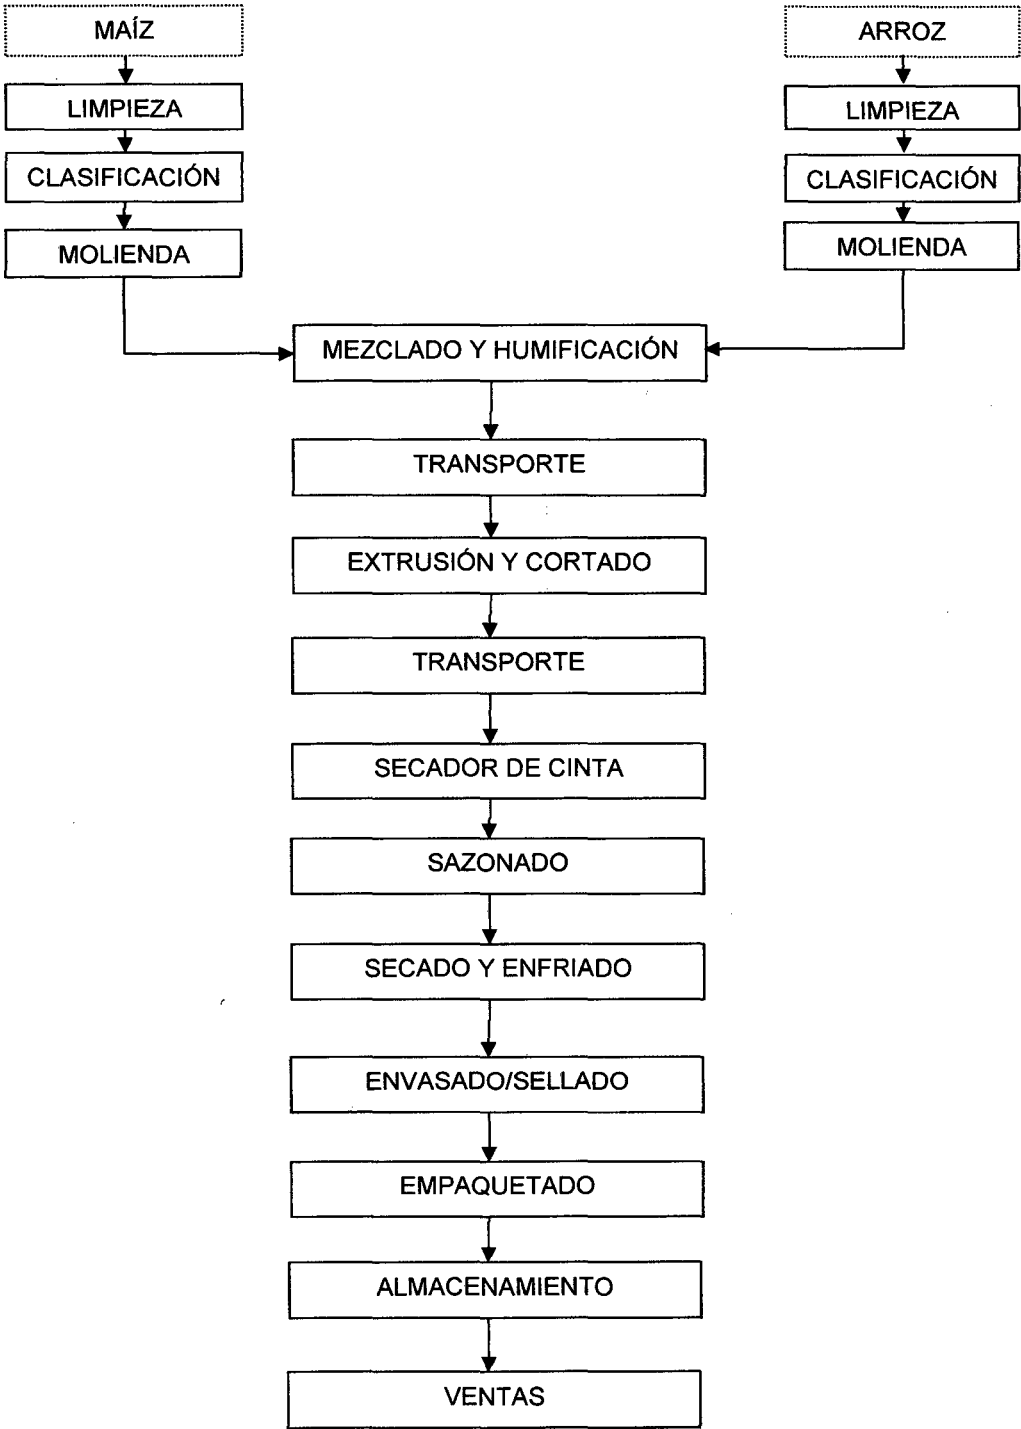 MAÍZ
LIMPIEZA
CLASIFICACIÓN
MOLIENDA
ARROZ
LIMPIEZA
CLASIFICACIÓN
MOLIENDA
MEZCLADO Y HUMIFICACIÓN
TRANSPORTE
EXTRUSIÓN Y CORTADO
TRANSPORTE
SECADOR DE CINTA
SAZONADO
SECADO Y ENFRIADO
ENVASADO/SELLADO
EMPAQUETADO
ALMACENAMIENTO
VENTAS